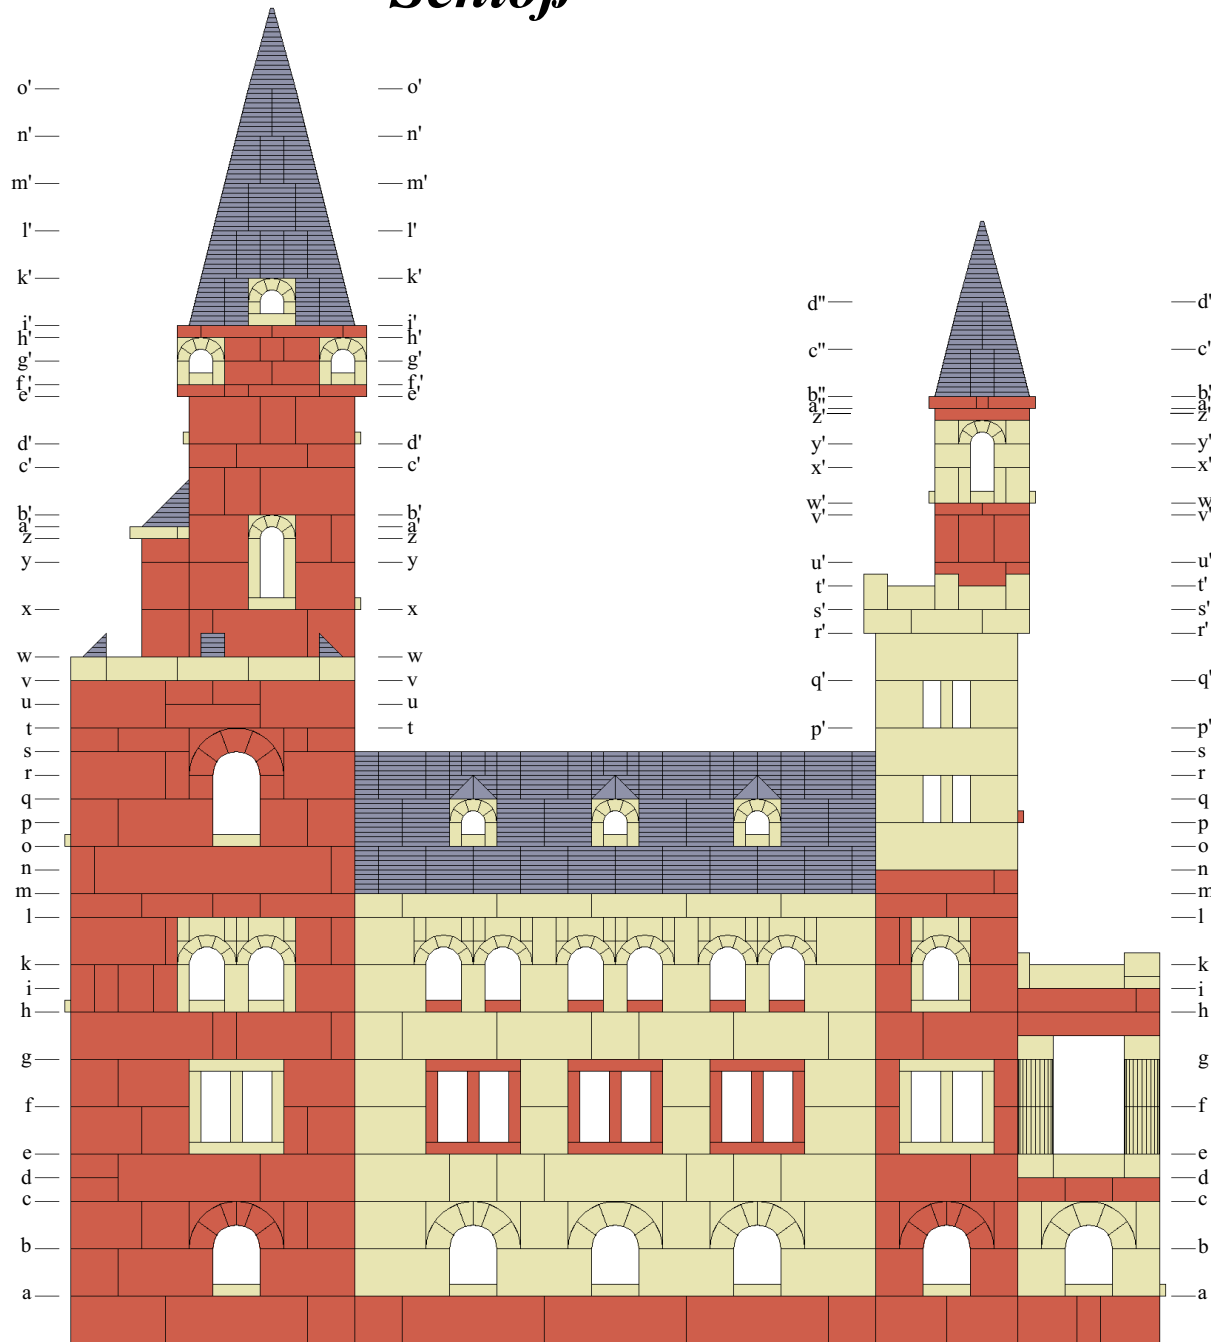 Schloß
o' o'
n' n'
m' m'
l' l'
k' k'
d'' d'
i' i'
h' h'
c'' c'
g' g'
f' f'
e' e' b'' b'
a'' a'
z' z'
d' d' y' y'
c' c' x' x'
w' w
b' b' v' v'
a' a'
z z
y y u' u'
t' t'
x x s' s'
r' r'
w w
v v q' q'
u u
t t p' p'
s s
r r
q q
p p
o o
n n
m m
l l
k k
i i
h h
g g
f f
e e
d d
c c
b b
a a